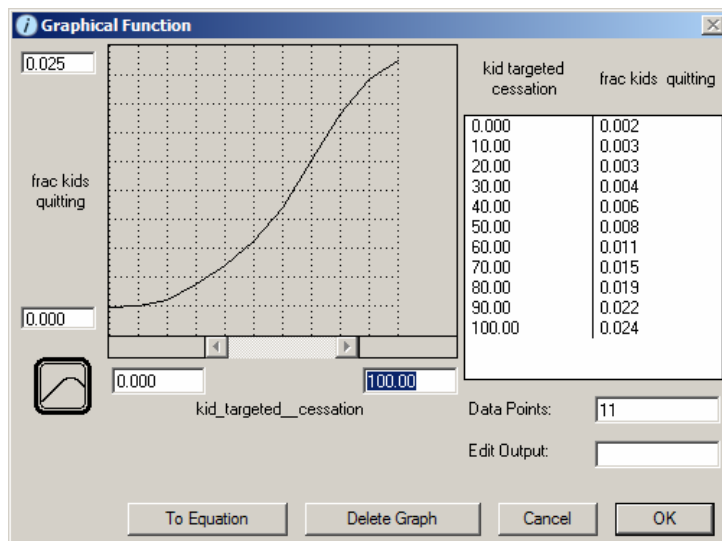 Graphical Function
0.025
frac kids
quitting
0.000
0.000
100.00
kid_targeted__cessation
kid targeted
cessation
frac kids quitting
0.000 0.002
10.00 0.003
20.00 0.003
30.00 0.004
40.00 0.006
50.00 0.008
60.00 0.011
70.00 0.015
80.00 0.019
90.00 0.022
100.00 0.024
Data Points: 11
Edit Output:
To Equation
Delete Graph
Cancel
OK